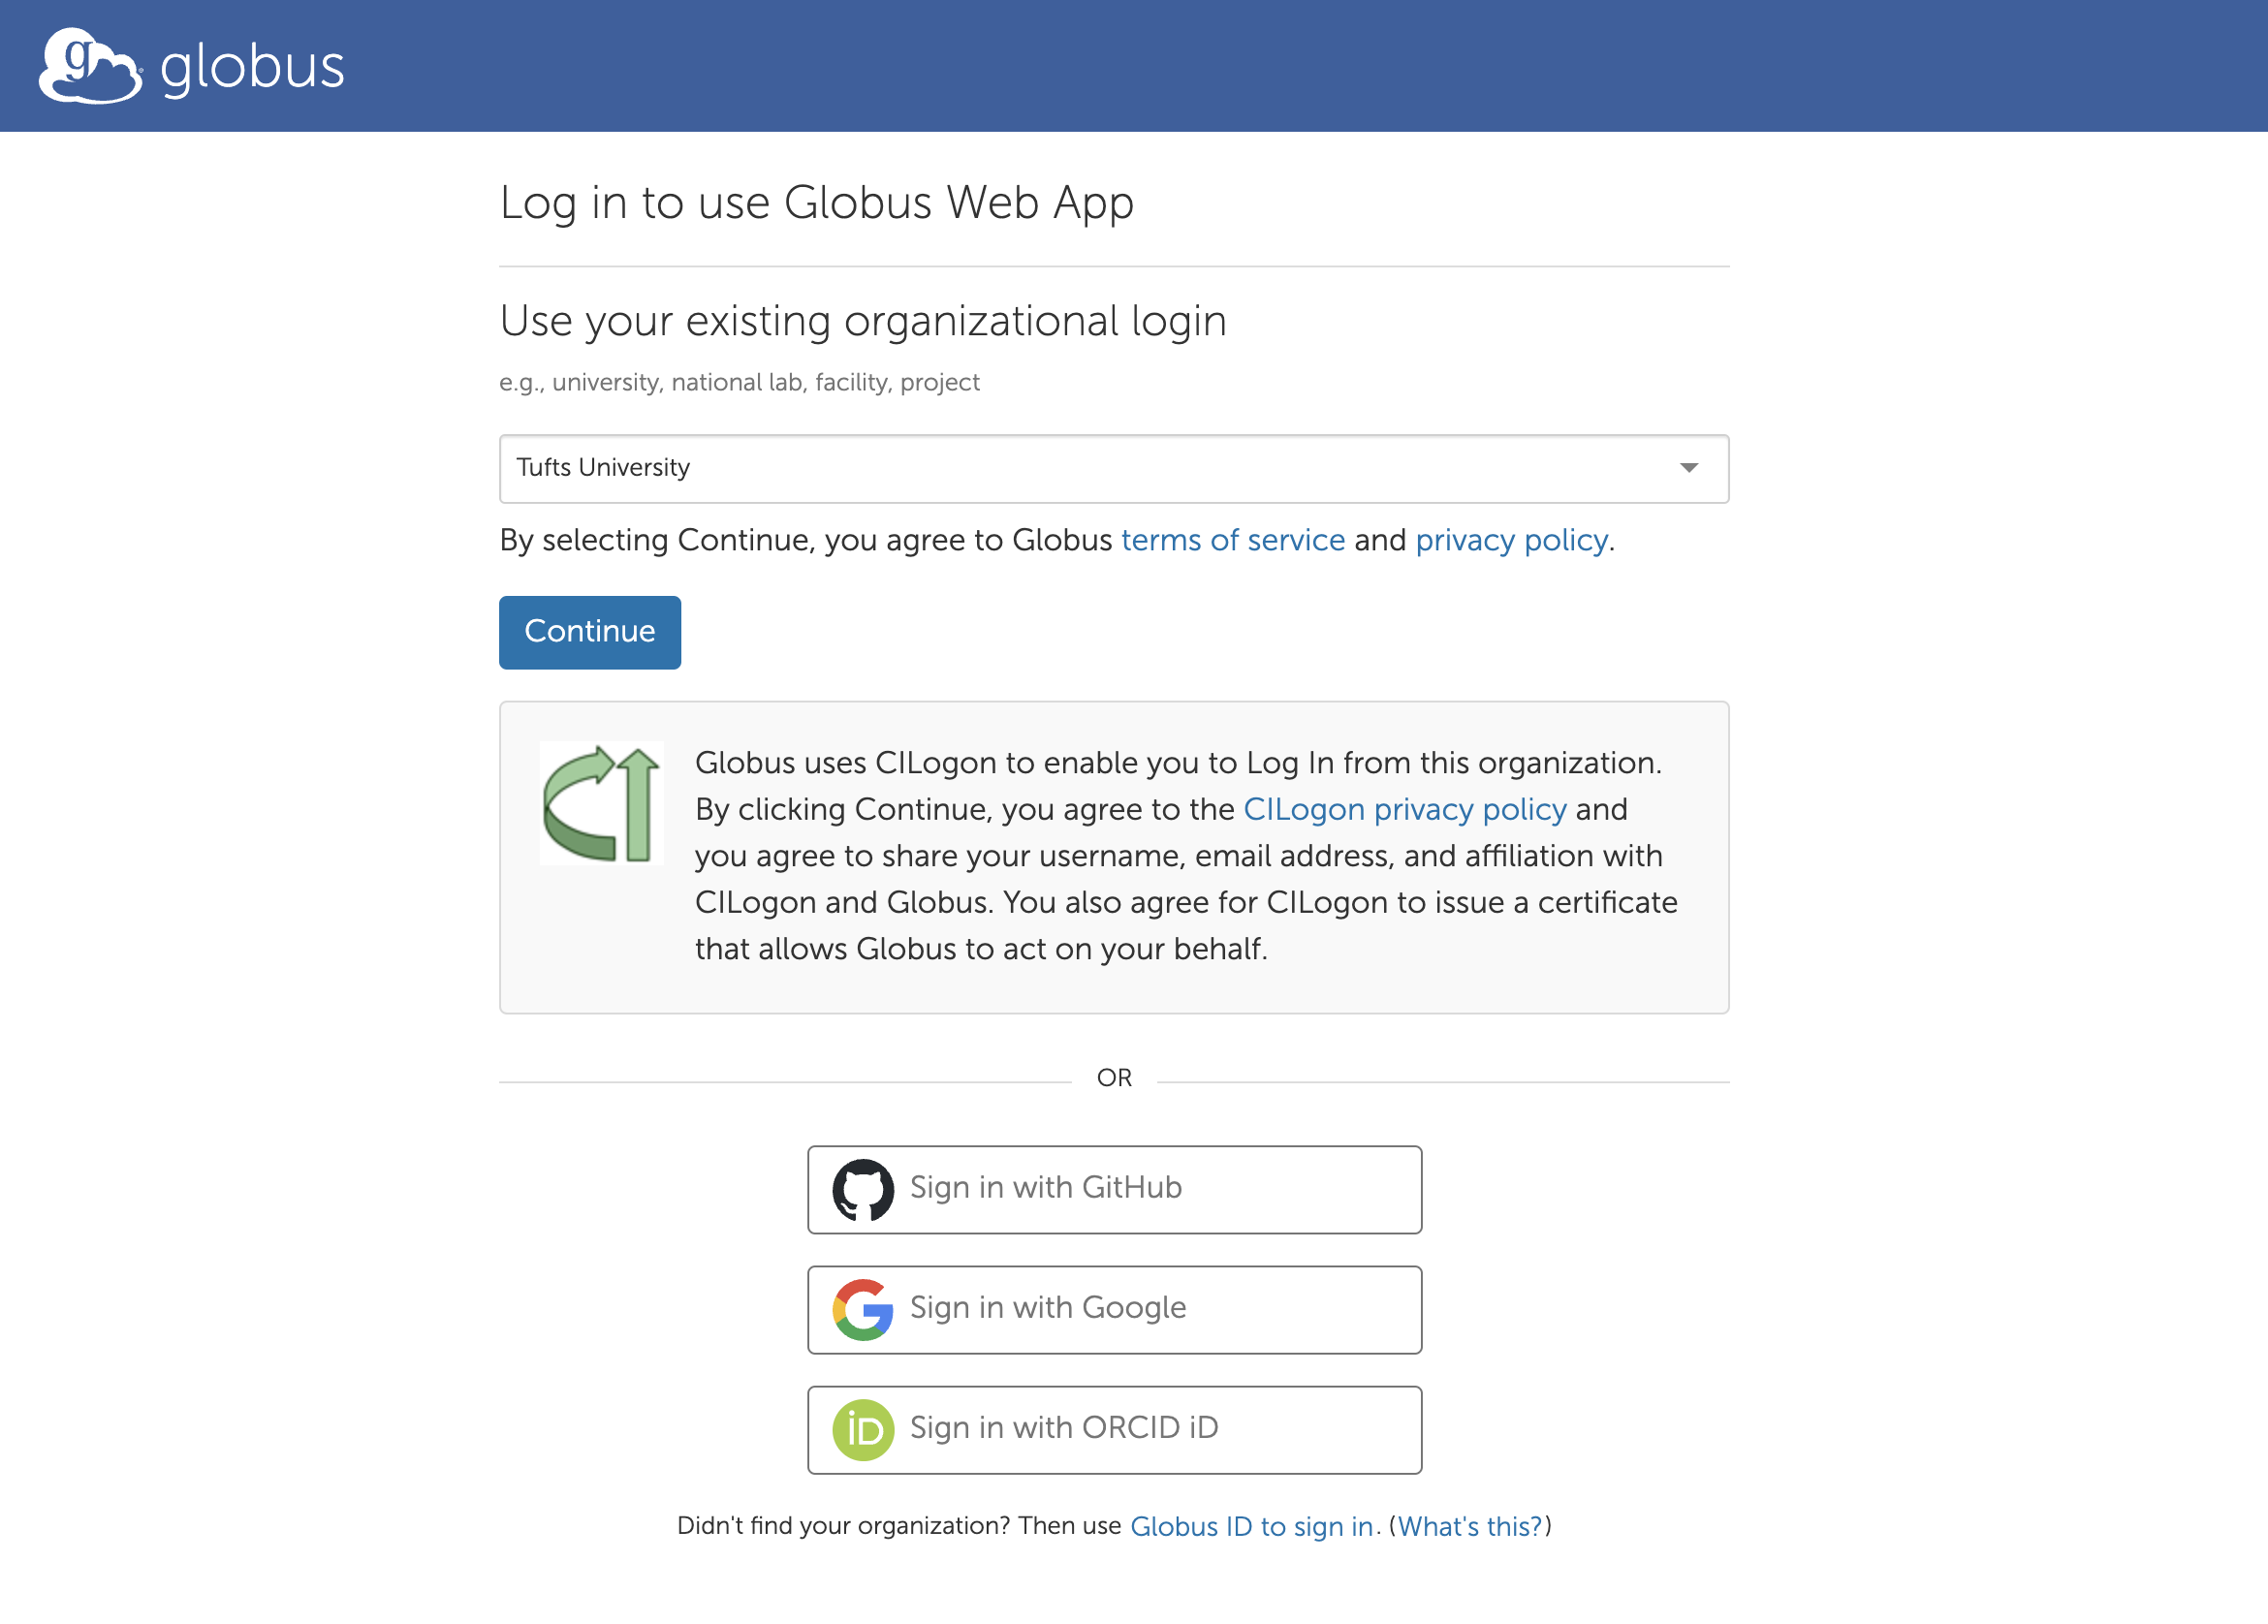 globus
Log in to use Globus Web App
Use your existing organizational login
e.g., university, national lab, facility, project
Tufts University
By selecting Continue, you agree to Globus terms of service and privacy policy.
Continue
Globus uses CILogon to enable you to Log In from this organization.
By clicking Continue, you agree to the CILogon privacy policy and
you agree to share your username, email address, and affiliation with
CILogon and Globus. You also agree for CILogon to issue a certificate
that allows Globus to act on your behalf.
OR
Sign in with GitHub
Sign in with Google
iD Sign in with ORCID iD
Didn't find your organization? Then use Globus ID to sign in. (What's this?)